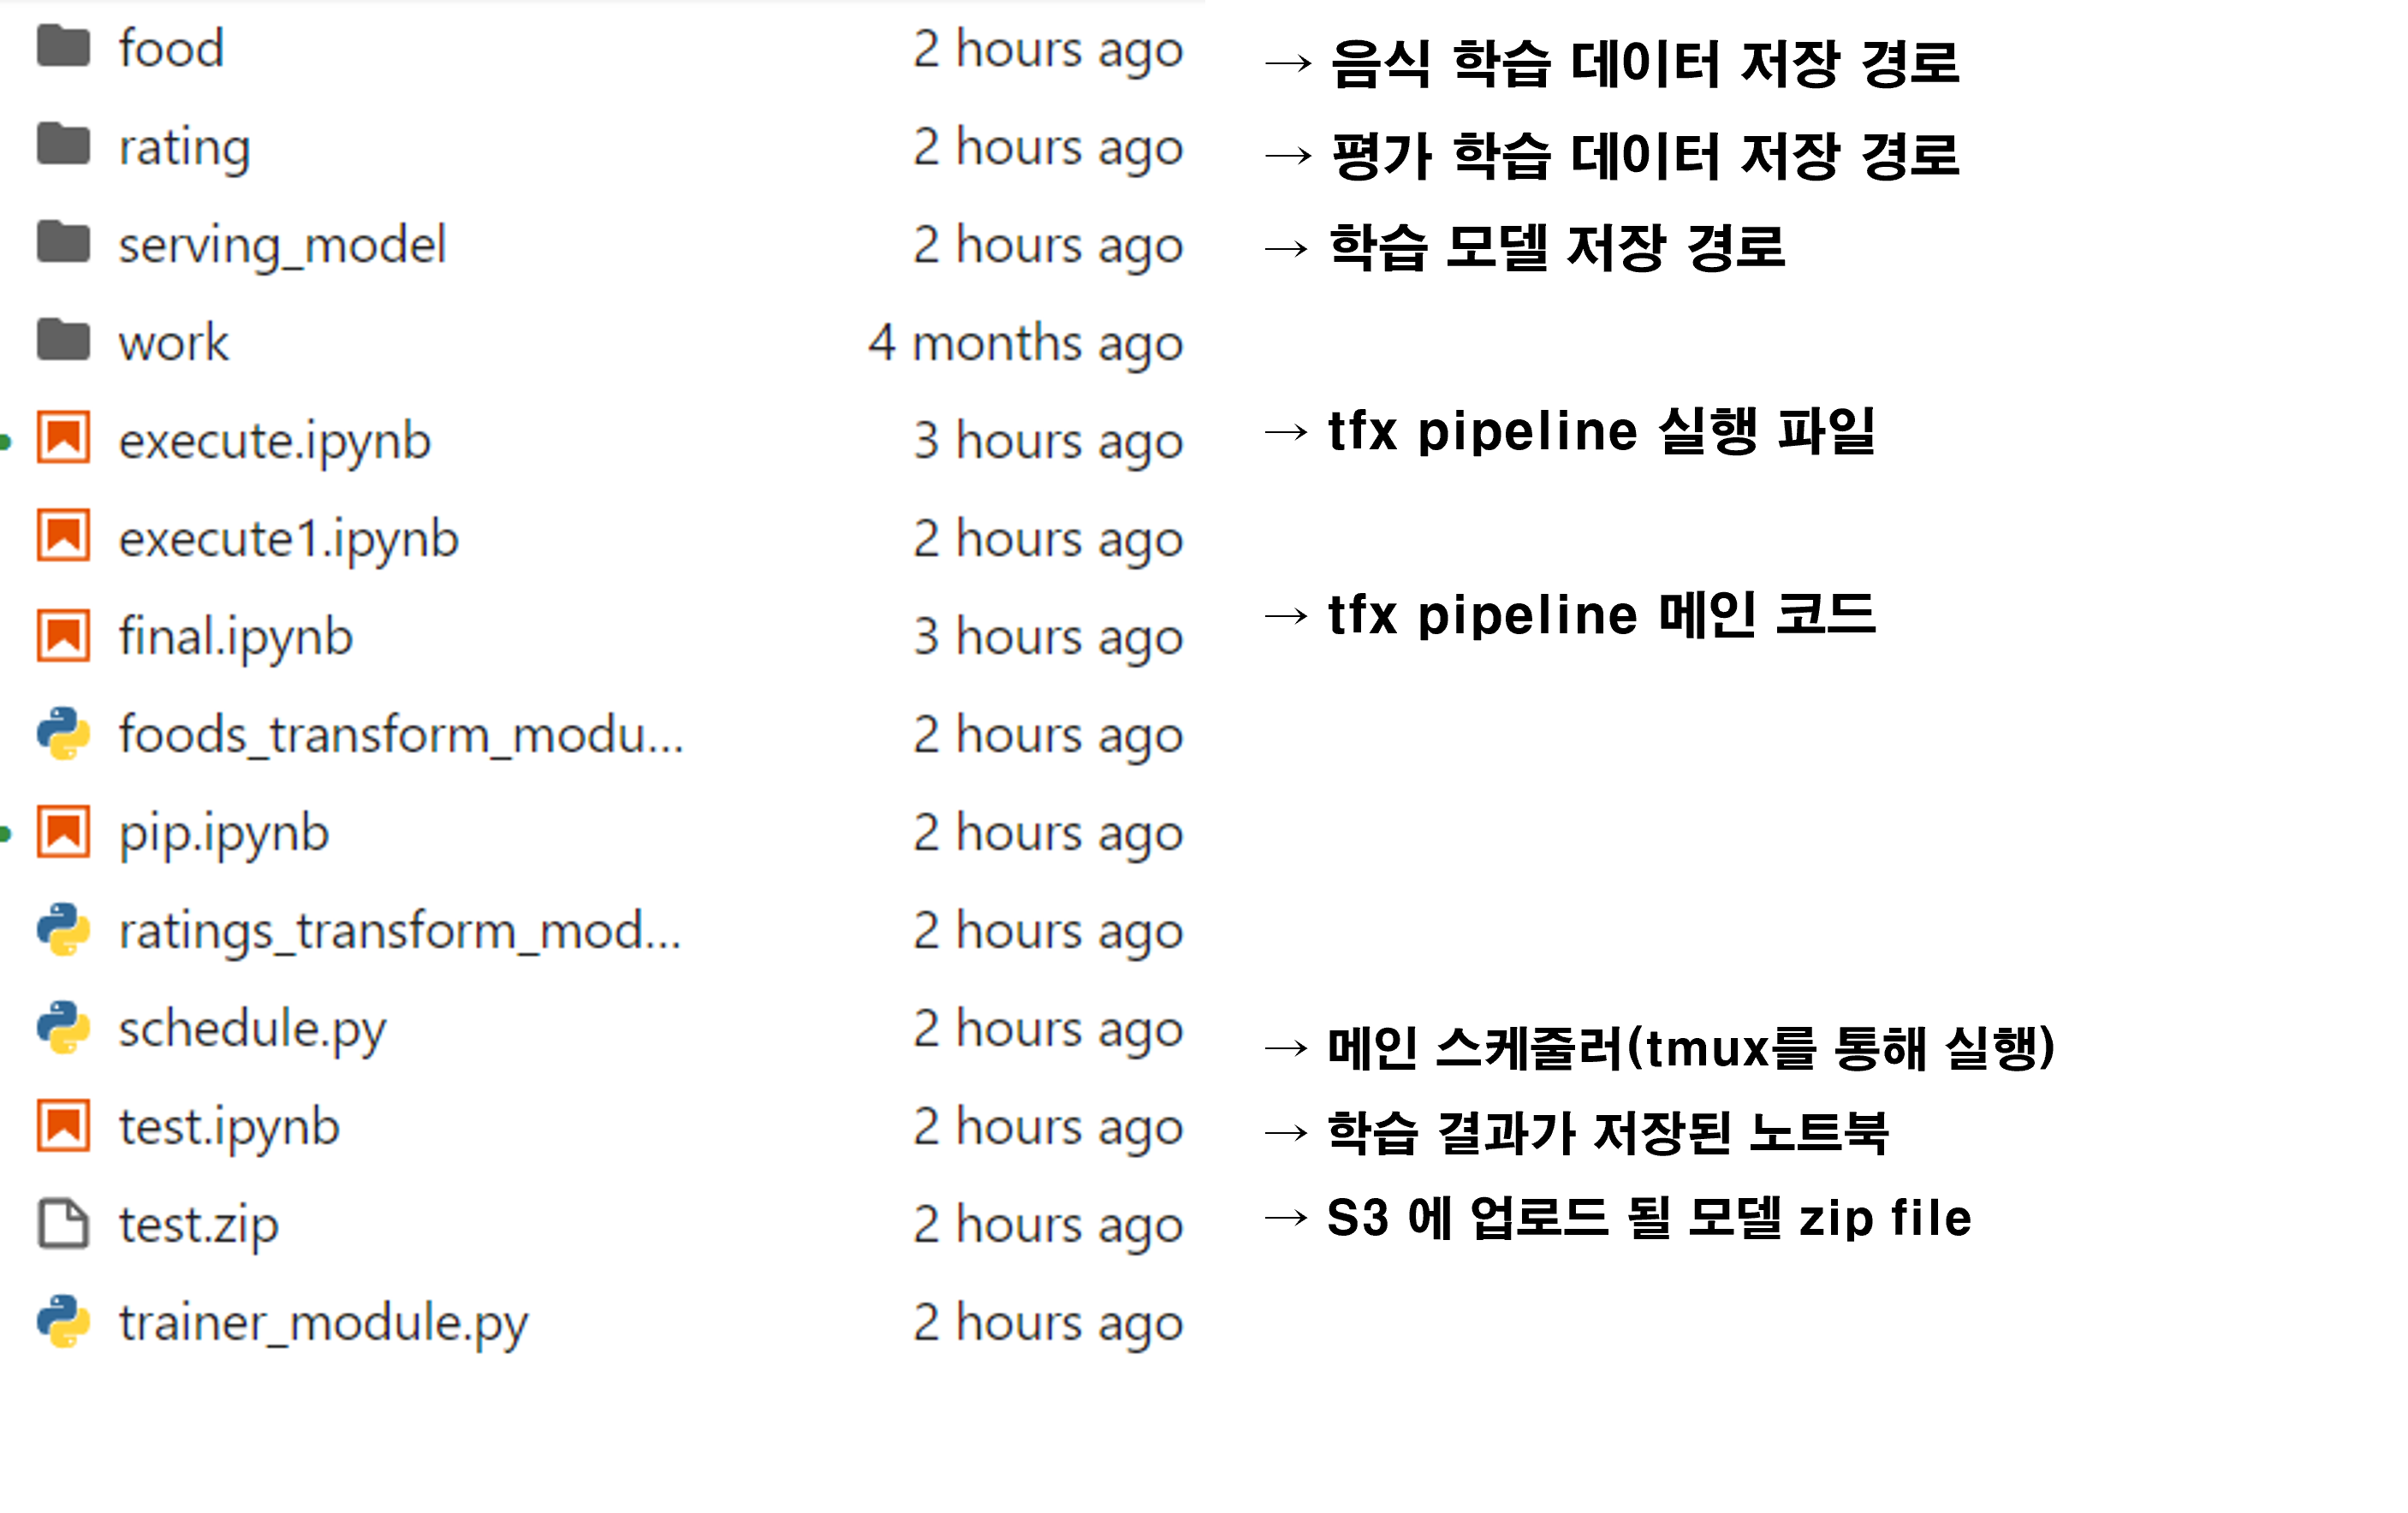 food 2 hours ago → 음식 학습 데이터 저장 경로
rating 2 hours ago → 평가 학습 데이터 저장 경로
serving_model 2 hours ago → 학습 모델 저장 경로
work 4 months ago
execute.ipynb 3 hours ago → tfx pipeline 실행 파일
execute1.ipynb 2 hours ago
final.ipynb 3 hours ago → tfx pipeline 메인 코드
foods_transform_modu... 2 hours ago
pip.ipynb 2 hours ago
ratings_transform_mod... 2 hours ago
schedule.py 2 hours ago → 메인 스케줄러(tmux를 통해 실행)
test.ipynb 2 hours ago → 학습 결과가 저장된 노트북
test.zip 2 hours ago → S3 에 업로드 될 모델 zip file
trainer_module.py 2 hours ago